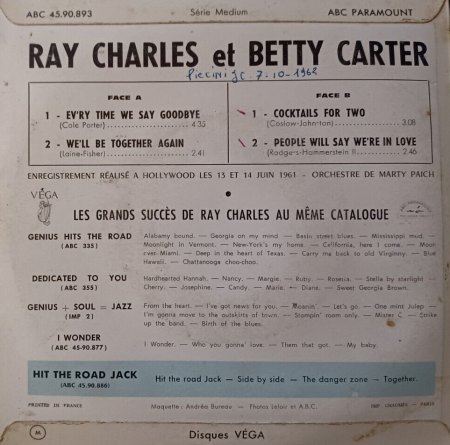 ABC 45.90.893 Série Medium ABC PARAMOUNT
RAY CHARLES et BETTY CARTER
7-10-1962
FACE A
1 - EV'RY TIME WE SAY GOODBYE
(Cole Porter) 4.35
2 - WE'LL BE TOGETHER AGAIN
(Laine-Fisher) 2.41
FACE B
1 - COCKTAILS FOR TWO
(Coslow-Johnston) 3.08
2 - PEOPLE WILL SAY WE'RE IN LOVE
(Rodgers-Hammerstein II) 2.46
ENREGISTREMENT RÉALISÉ A HOLLYWOOD LES 13 ET 14 JUIN 1961 - ORCHESTRE DE MARTY PAICH
VÉGA
LES GRANDS SUCCÈS DE RAY CHARLES AU MÊME CATALOGUE
GENIUS HITS THE ROAD
(ABC 335)
Alabamy bound. — Georgia on my mind — Basin street blues. — Mississippi mud. —
Moonlight in Vermont. — New-York's my home. — California, here I come. — Moon
over Miami. — Deep in the heart of Texas. — Carry me back to old Virginny. — Blue
Hawaii. — Chattanooga choo-choo.
DEDICATED TO YOU
(ABC 355)
Hardhearted Hannah. — Nancy. — Margie. — Ruby. — Roseria. — Stella by starlight —
Cherry. — Josephine. — Candy. — Marie. — Diane. — Sweet Georgia Brown.
GENIUS + SOUL = JAZZ
(IMP 2)
From the heart. — I've got news for you. — Moanin'. — Let's go. — One mint Julep —
I'm gonna move to the outskirts of town. — Stompin' room only. — Mister C — Strike
up the band. — Birth of the blues.
I WONDER
(ABC 45-90.877)
I Wonder. — Who you gonna' love. — Them that got. — My baby.
HIT THE ROAD JACK
(ABC 45.90.886)
Hit the road Jack — Side by side — The danger zone — Together.
PRINTED IN FRANCE Maquette : Andrée Bureau - Photos Leloir et A.B.C. IMP. CHAUMES - PARIS
M Disques VÉGA